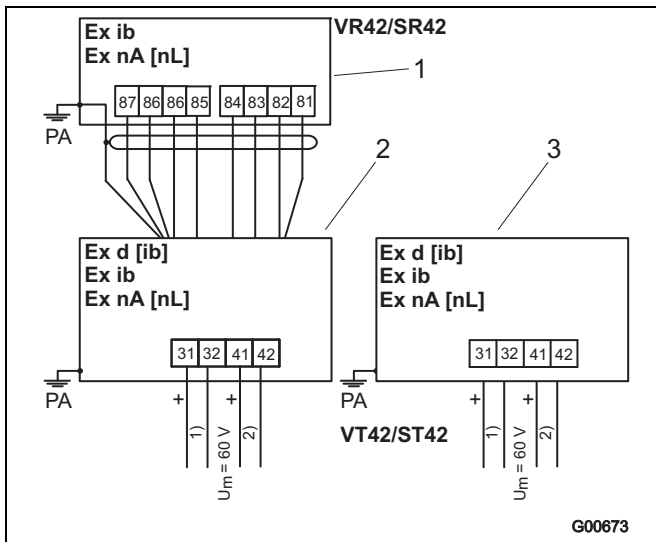 Ex ib
Ex nA [nL]
VR42/SR42
1
87 86 86 85 84 83 82 81
PA
2
3
Ex d [ib]
Ex ib
Ex nA [nL]
31 32 41 42
PA
+
1)
Um = 60 V
+
2)
Ex d [ib]
Ex ib
Ex nA [nL]
31 32 41 42
PA
+
1)
Um = 60 V
+
2)
VT42/ST42
G00673